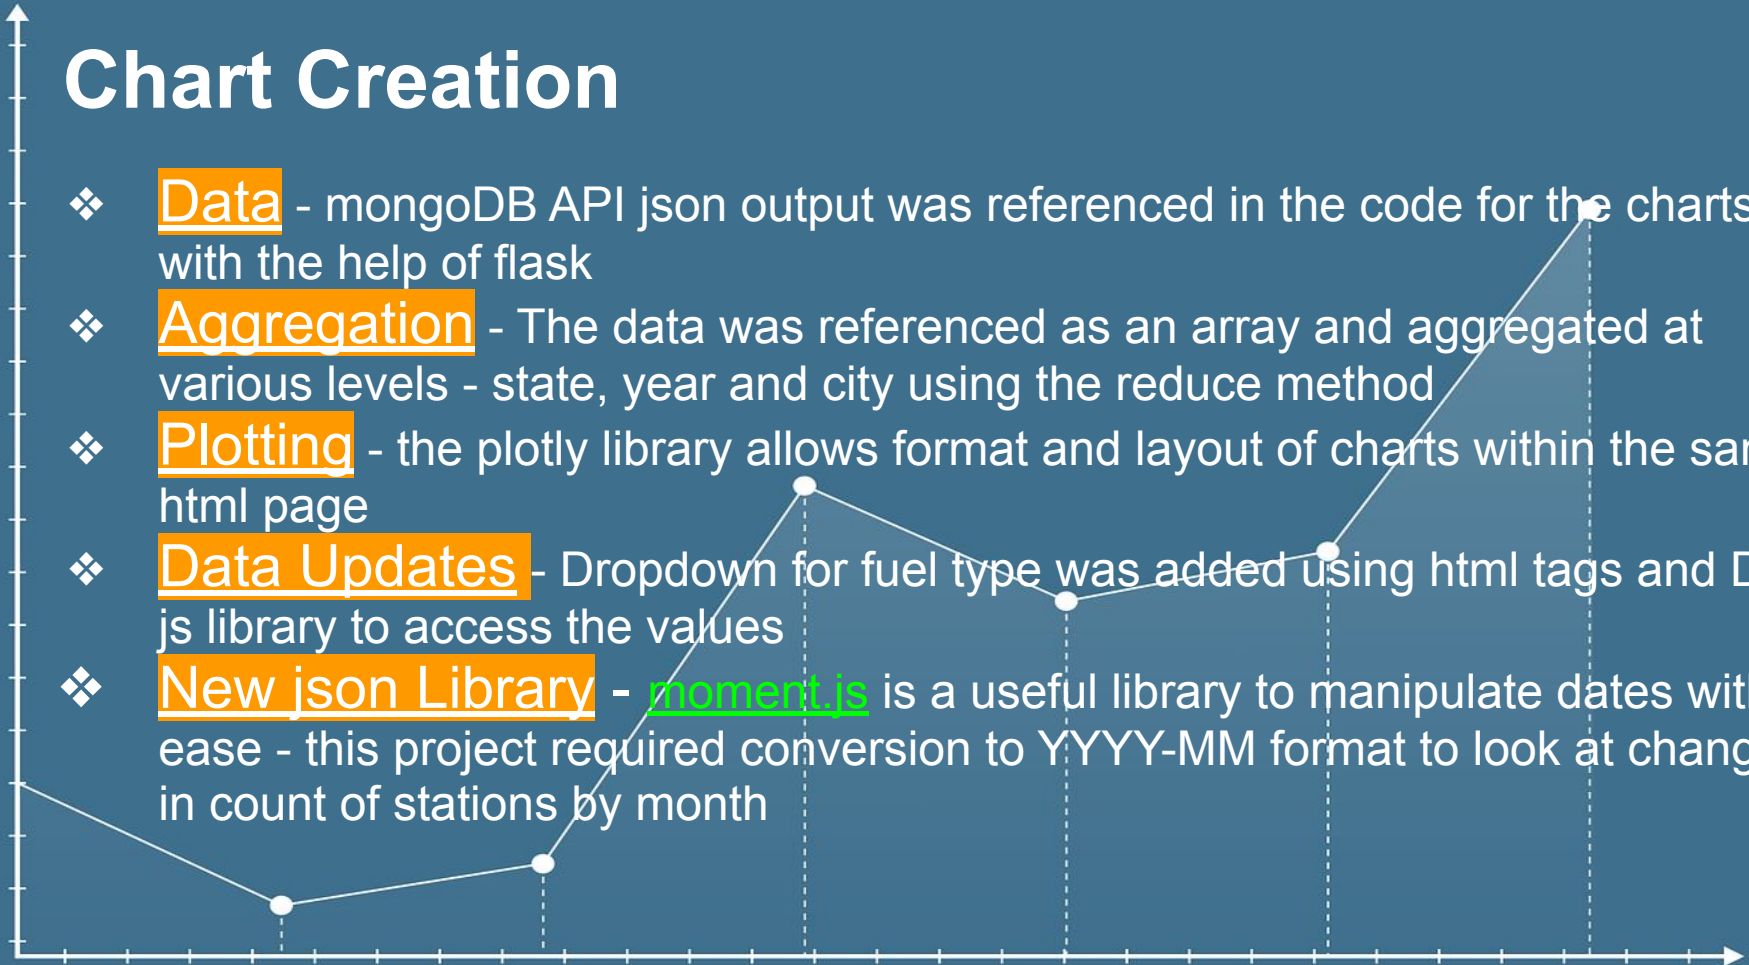 Chart Creation
❖ Data - mongoDB API json output was referenced in the code for the charts
with the help of flask
❖ Aggregation - The data was referenced as an array and aggregated at
various levels - state, year and city using the reduce method
❖ Plotting - the plotly library allows format and layout of charts within the
html page
❖ Data Updates - Dropdown for fuel type was added using html tags and
js library to access the values
❖ New json Library - moment.js is a useful library to manipulate dates
ease - this project required conversion to YYYY-MM format to look at
in count of stations by month